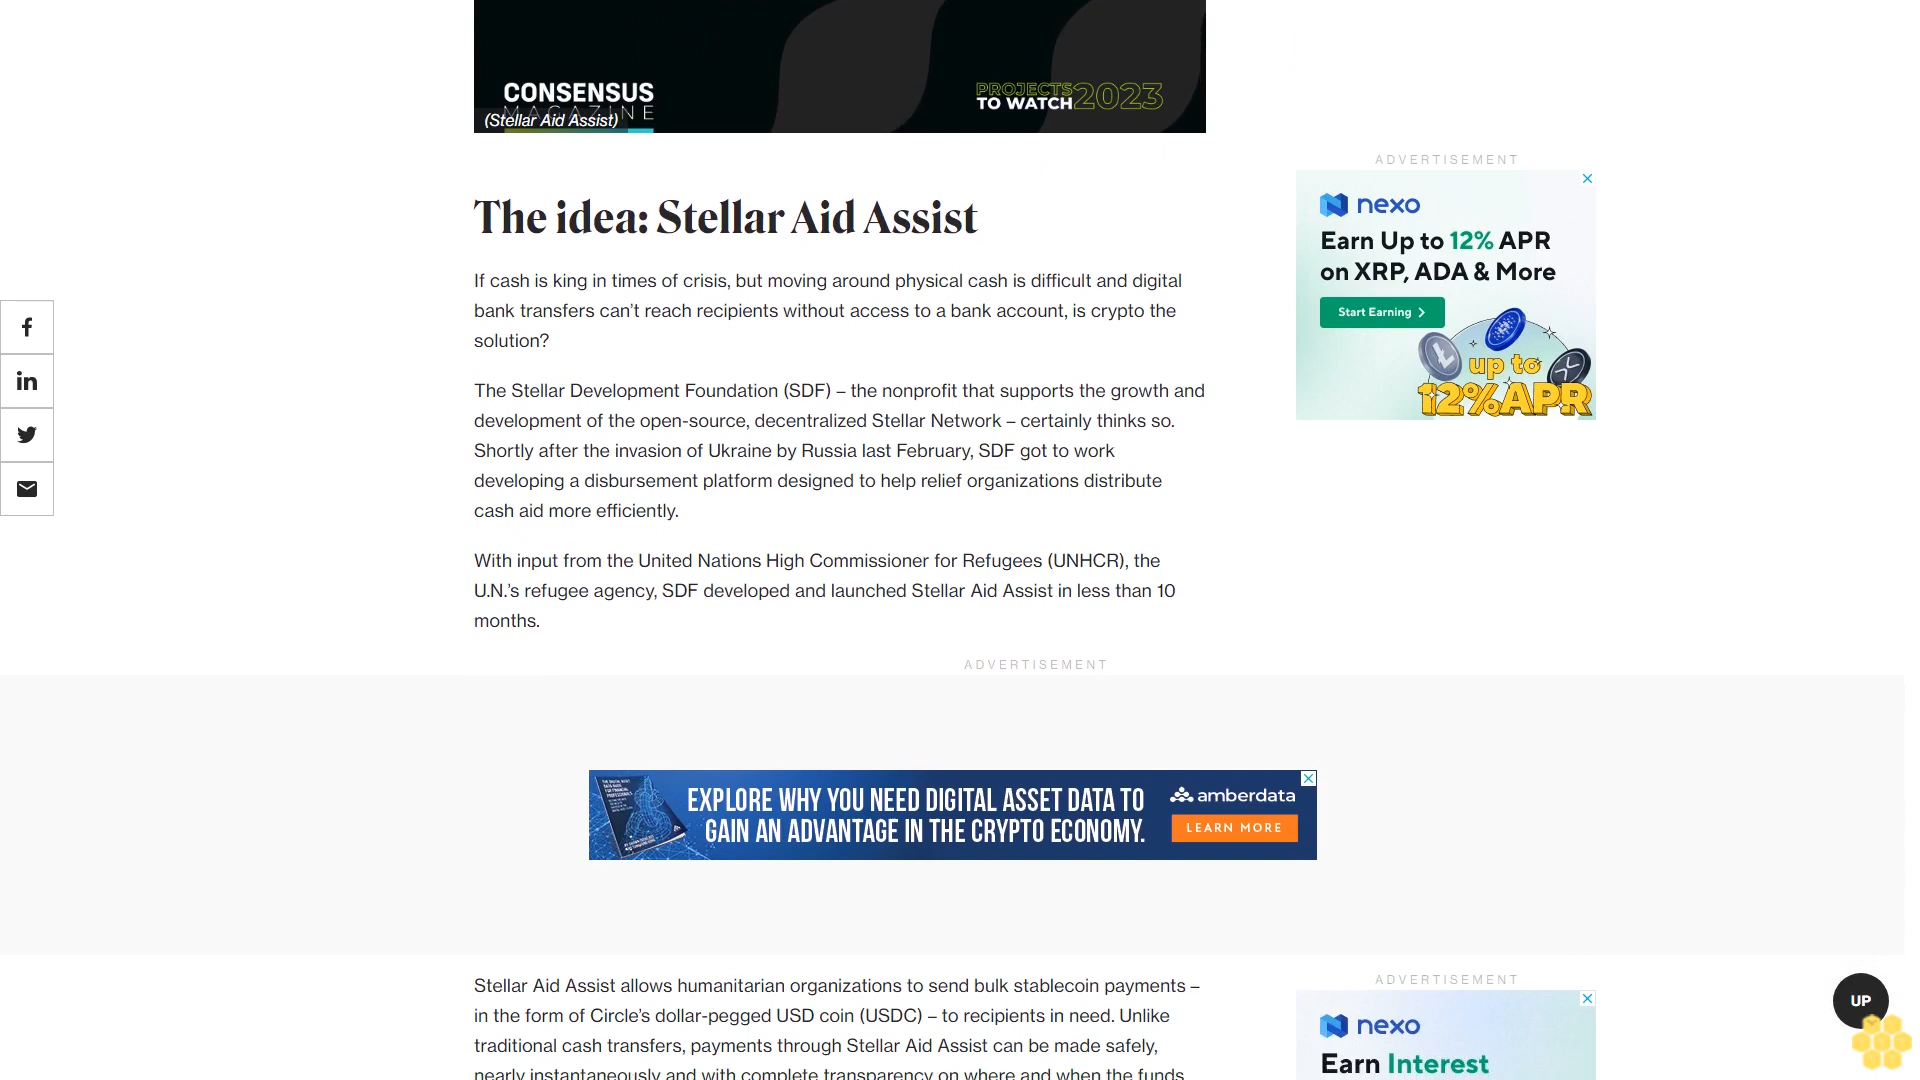 CONSENSUS
MAGAZINE
(Stellar Aid Assist)
PROJECTS
TO WATCH 2023
ADVERTISEMENT
nexo
Earn Up to 12% APR
on XRP, ADA & More
Start Earning
up to
12% APR
The idea: Stellar Aid Assist
If cash is king in times of crisis, but moving around physical cash is difficult and digital
bank transfers can’t reach recipients without access to a bank account, is crypto the
solution?
The Stellar Development Foundation (SDF) – the nonprofit that supports the growth and
development of the open-source, decentralized Stellar Network – certainly thinks so.
Shortly after the invasion of Ukraine by Russia last February, SDF got to work
developing a disbursement platform designed to help relief organizations distribute
cash aid more efficiently.
With input from the United Nations High Commissioner for Refugees (UNHCR), the
U.N.’s refugee agency, SDF developed and launched Stellar Aid Assist in less than 10
months.
ADVERTISEMENT
EXPLORE WHY YOU NEED DIGITAL ASSET DATA TO
GAIN AN ADVANTAGE IN THE CRYPTO ECONOMY.
amberdata
LEARN MORE
Stellar Aid Assist allows humanitarian organizations to send bulk stablecoin payments –
in the form of Circle’s dollar-pegged USD coin (USDC) – to recipients in need. Unlike
traditional cash transfers, payments through Stellar Aid Assist can be made safely,
nearly instantaneously and with complete transparency on where and when the funds
ADVERTISEMENT
nexo
Earn Interest
UP